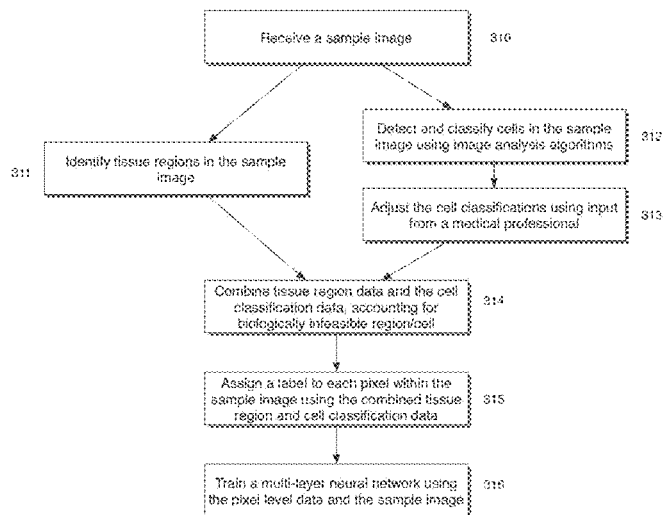 Receive a sample image
310
Detect and classify cells in the sample
image using image analysis algorithms
312
311
Identify tissue regions in the sample
image
Adjust the cell classifications using input
from a medical professional
313
Combine tissue region data and the cell
classification data, accounting for
biologically infeasible region/cell
314
Assign a label to each pixel within the
sample image using the combined tissue
region and cell classification data
315
Train a multi-layer neural network using
the pixel level data and the sample image
316